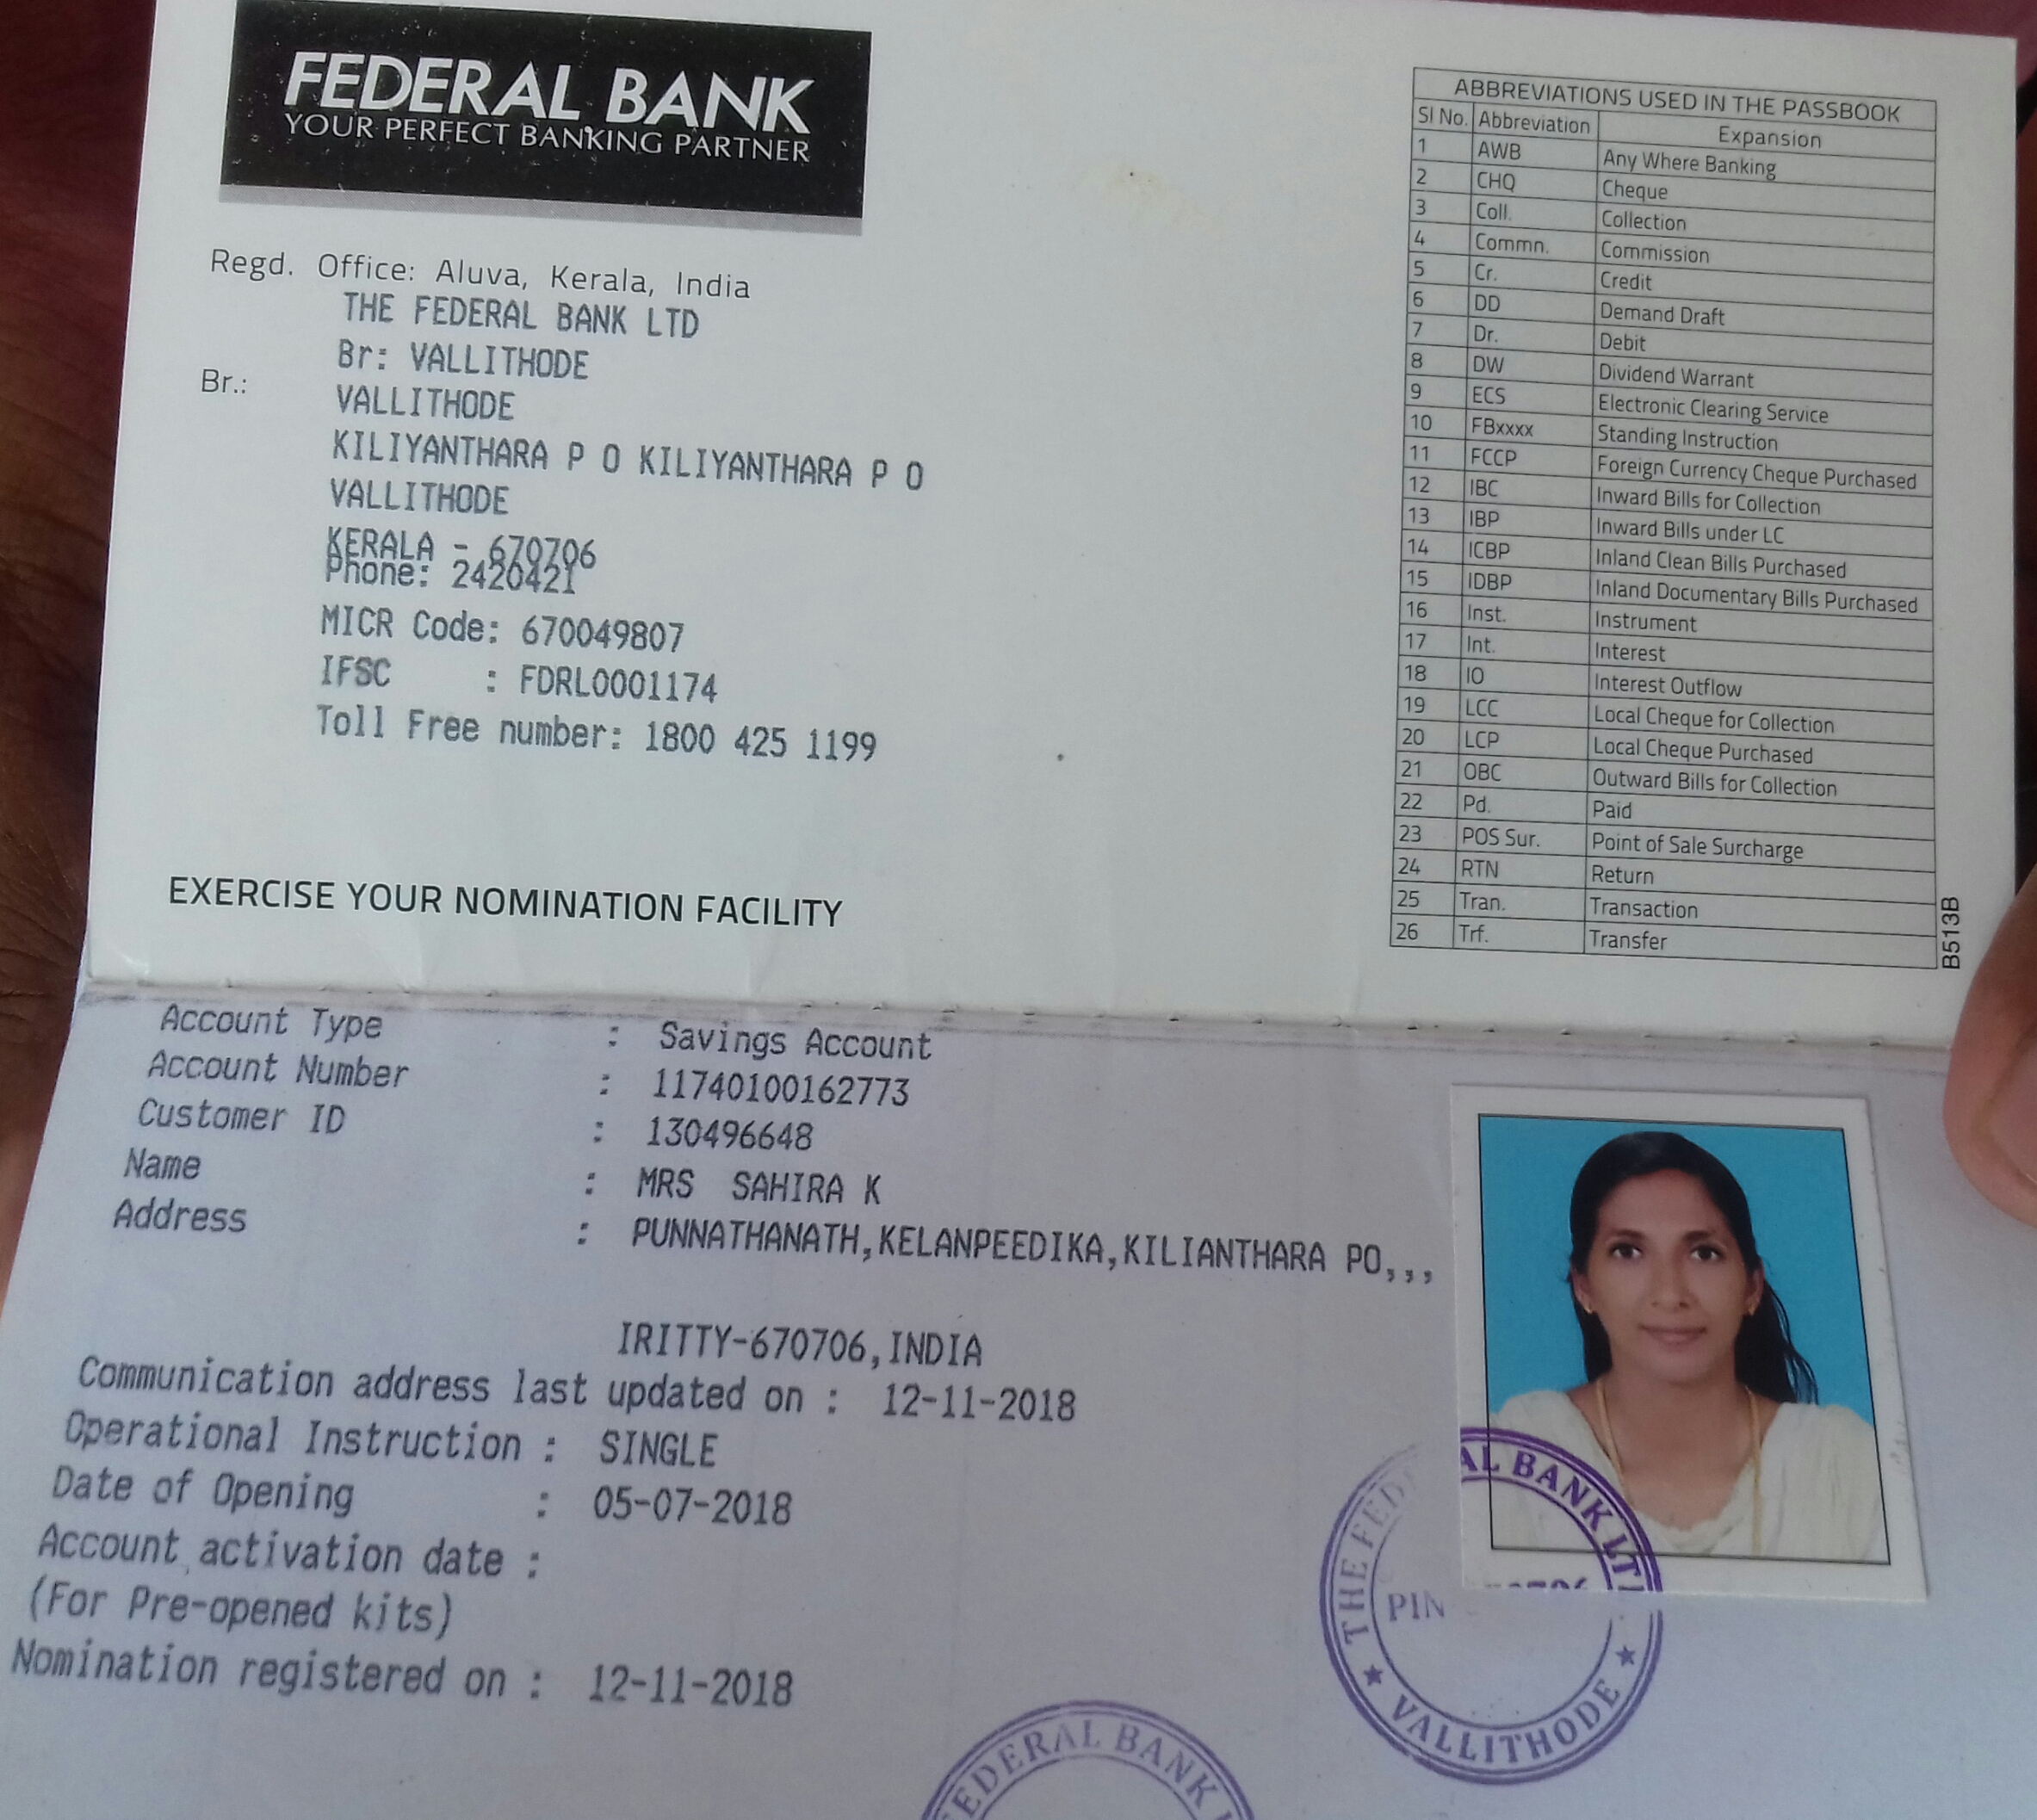 FEDERAL BANK
YOUR PERFECT BANKING PARTNER
Regd. Office: Aluva, Kerala, India
THE FEDERAL BANK LTD
Br: VALLITHODE
Br.:
VALLITHODE
KILIYANTHARA P O KILIYANTHARA P O
VALLITHODE
KERALA - 670706
Phone: 2420421
MICR Code: 670049807
IFSC : FDRL0001174
Toll Free number: 1800 425 1199
EXERCISE YOUR NOMINATION FACILITY
ABBREVIATIONS USED IN THE PASSBOOK
Sl No. Abbreviation Expansion
1 AWB Any Where Banking
2 CHQ Cheque
3 Coll. Collection
4 Commn. Commission
5 Cr. Credit
6 DD Demand Draft
7 Dr. Debit
8 DW Dividend Warrant
9 ECS Electronic Clearing Service
10 FBxxxx Standing Instruction
11 FCCP Foreign Currency Cheque Purchased
12 IBC Inward Bills for Collection
13 IBP Inward Bills under LC
14 ICBP Inland Clean Bills Purchased
15 IDBP Inland Documentary Bills Purchased
16 Inst. Instrument
17 Int. Interest
18 IO Interest Outflow
19 LCC Local Cheque for Collection
20 LCP Local Cheque Purchased
21 OBC Outward Bills for Collection
22 Pd. Paid
23 POS Sur. Point of Sale Surcharge
24 RTN Return
25 Tran. Transaction
26 Trf. Transfer
B513B
Account Type : Savings Account
Account Number : 11740100162773
Customer ID : 130496648
Name : MRS SAHIRA K
Address : PUNNATHANATH,KELANPEEDIKA,KILIANTHARA PO,,,
IRITTY-670706,INDIA
Communication address last updated on : 12-11-2018
Operational Instruction : SINGLE
Date of Opening : 05-07-2018
Account activation date :
(For Pre-opened kits)
Nomination registered on : 12-11-2018
THE FEDERAL BANK LTD
PIN
★ VALLITHODE ★
FEDERAL BANK